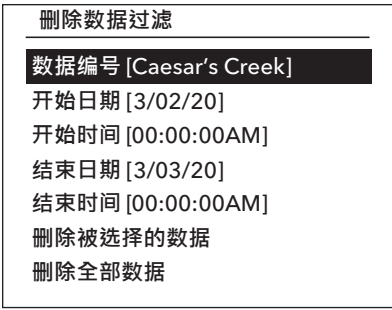 删除数据过滤
数据编号 [Caesar’s Creek]
开始日期 [3/02/20]
开始时间 [00:00:00AM]
结束日期 [3/03/20]
结束时间 [00:00:00AM]
删除被选择的数据
删除全部数据